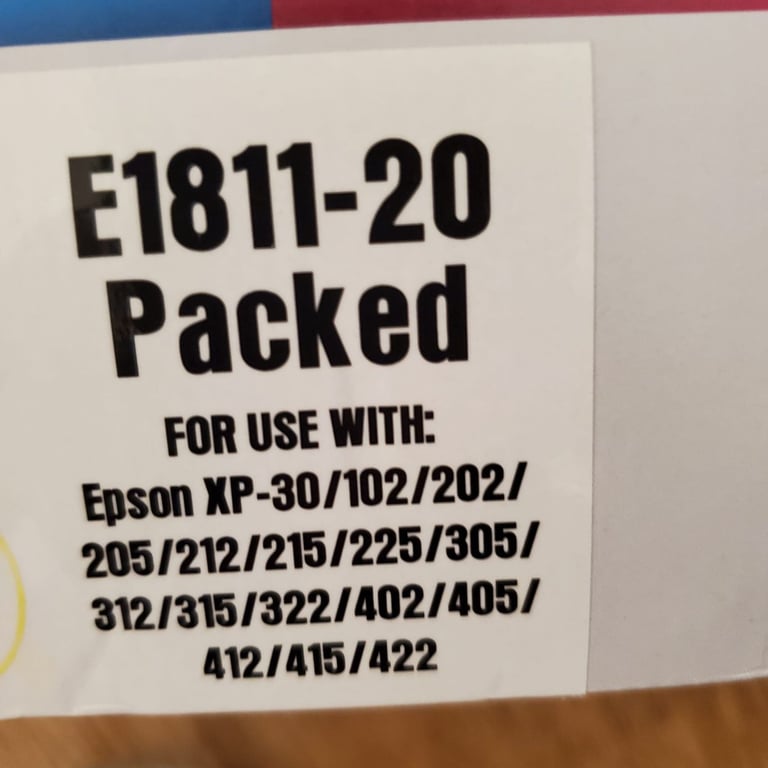 E1811-20
Packed
FOR USE WITH:
Epson XP-30/102/202/
205/212/215/225/305/
312/315/322/402/405/
412/415/422